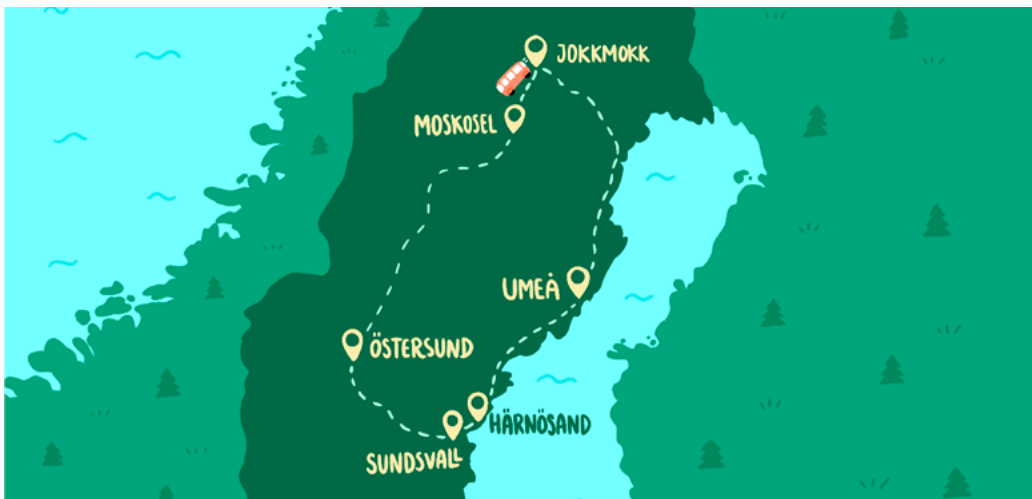 JOKKMOKK
MOSKOSEL
UMEÅ
ÖSTERSUND
HÄRNÖSAND
SUNDSVALL